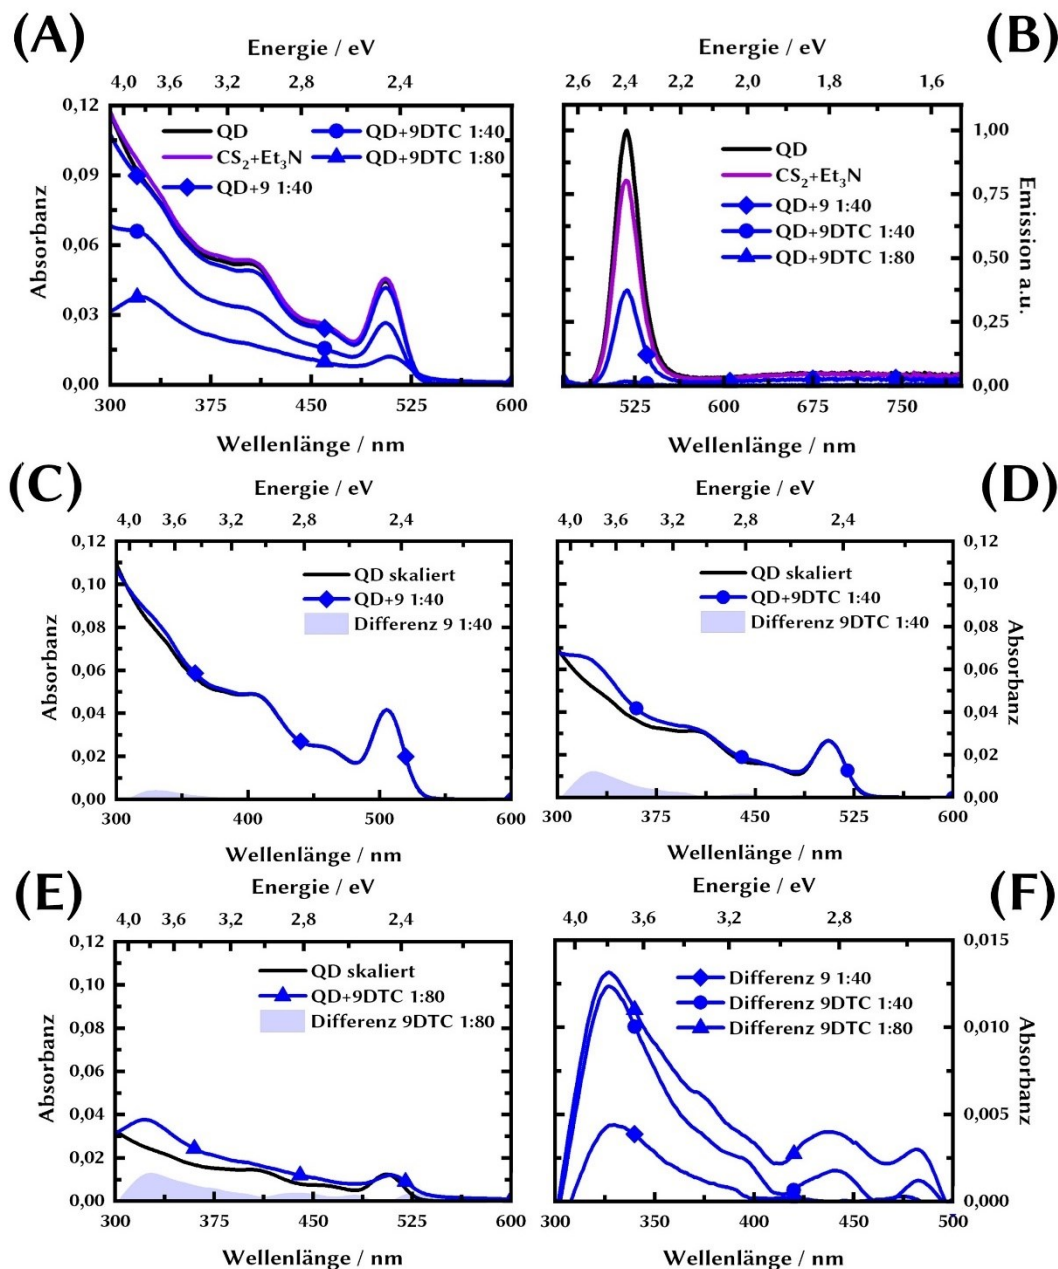 (A)
Energie / eV
4,0 3,6 3,2 2,8 2,4
0,12
0,09
0,06
0,03
0,00
Absorbanz
QD
CS₂+Et₃N
QD+9 1:40
QD+9DTC 1:40
QD+9DTC 1:80
300 375 450 525 600
Wellenlänge / nm
(B)
Energie / eV
2,6 2,4 2,2 2,0 1,8 1,6
1,00
0,75
0,50
0,25
0,00
Emission a.u.
QD
CS₂+Et₃N
QD+9 1:40
QD+9DTC 1:40
QD+9DTC 1:80
525 600 675 750
Wellenlänge / nm
(C)
Energie / eV
4,0 3,6 3,2 2,8 2,4
0,12
0,10
0,08
0,06
0,04
0,02
0,00
Absorbanz
QD skaliert
QD+9 1:40
Differenz 9 1:40
300 400 500 600
Wellenlänge / nm
(D)
Energie / eV
4,0 3,6 3,2 2,8 2,4
0,12
0,10
0,08
0,06
0,04
0,02
0,00
Absorbanz
QD skaliert
QD+9DTC 1:40
Differenz 9DTC 1:40
300 375 450 525 600
Wellenlänge / nm
(E)
Energie / eV
4,0 3,6 3,2 2,8 2,4
0,12
0,10
0,08
0,06
0,04
0,02
0,00
Absorbanz
QD skaliert
QD+9DTC 1:80
Differenz 9DTC 1:80
300 375 450 525 600
Wellenlänge / nm
(F)
Energie / eV
4,0 3,6 3,2 2,8
0,015
0,010
0,005
0,000
Absorbanz
Differenz 9 1:40
Differenz 9DTC 1:40
Differenz 9DTC 1:80
300 350 400 450 500
Wellenlänge / nm